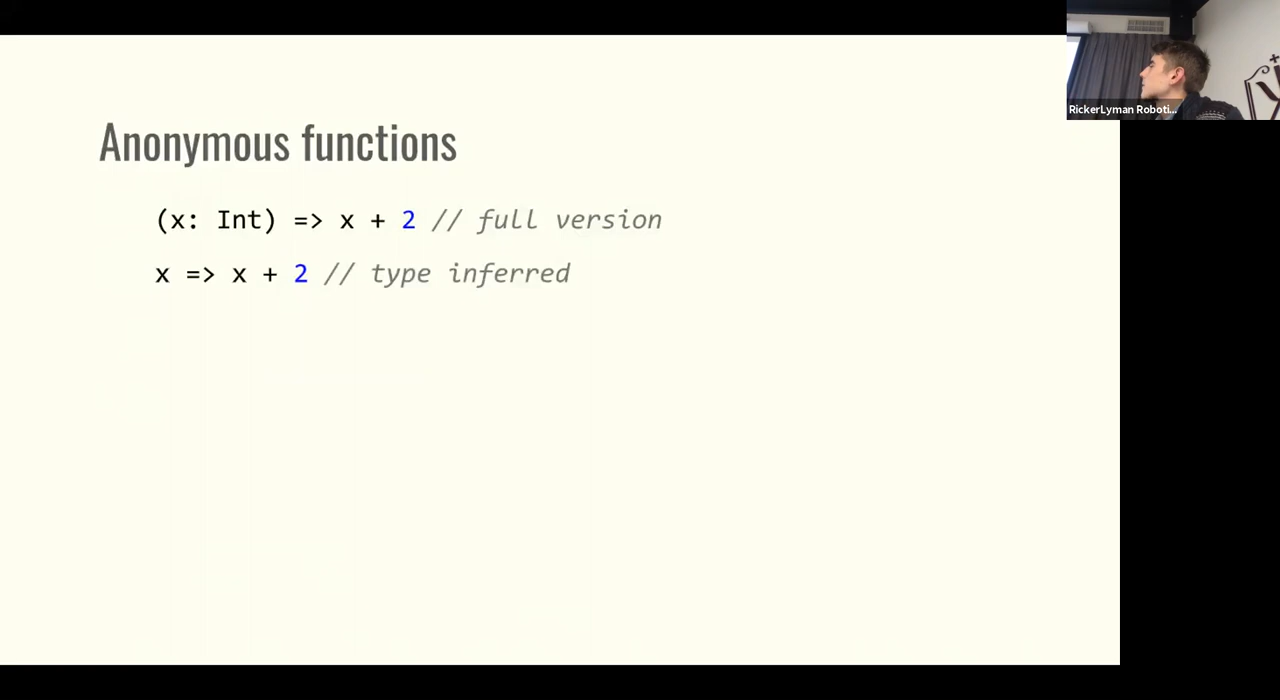 RickerLyman Roboti...
Anonymous functions
(x: Int) => x + 2 // full version
x => x + 2 // type inferred